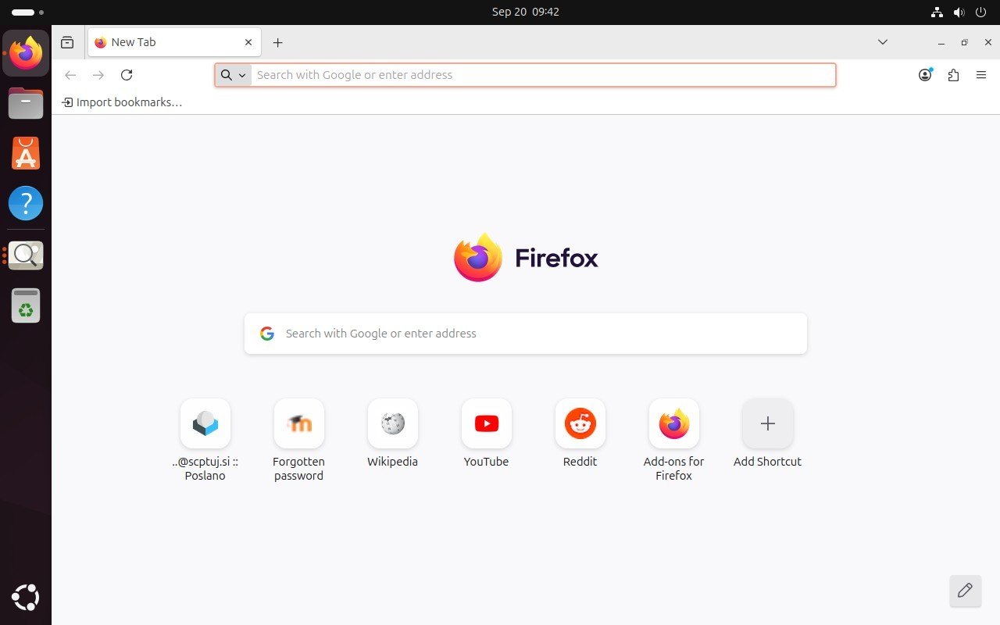 Sep 20 09:42
New Tab
Search with Google or enter address
Import bookmarks...
Firefox
Search with Google or enter address
..@scptuj.si ::
Poslano
Forgotten
password
Wikipedia
YouTube
Reddit
Add-ons for
Firefox
Add Shortcut